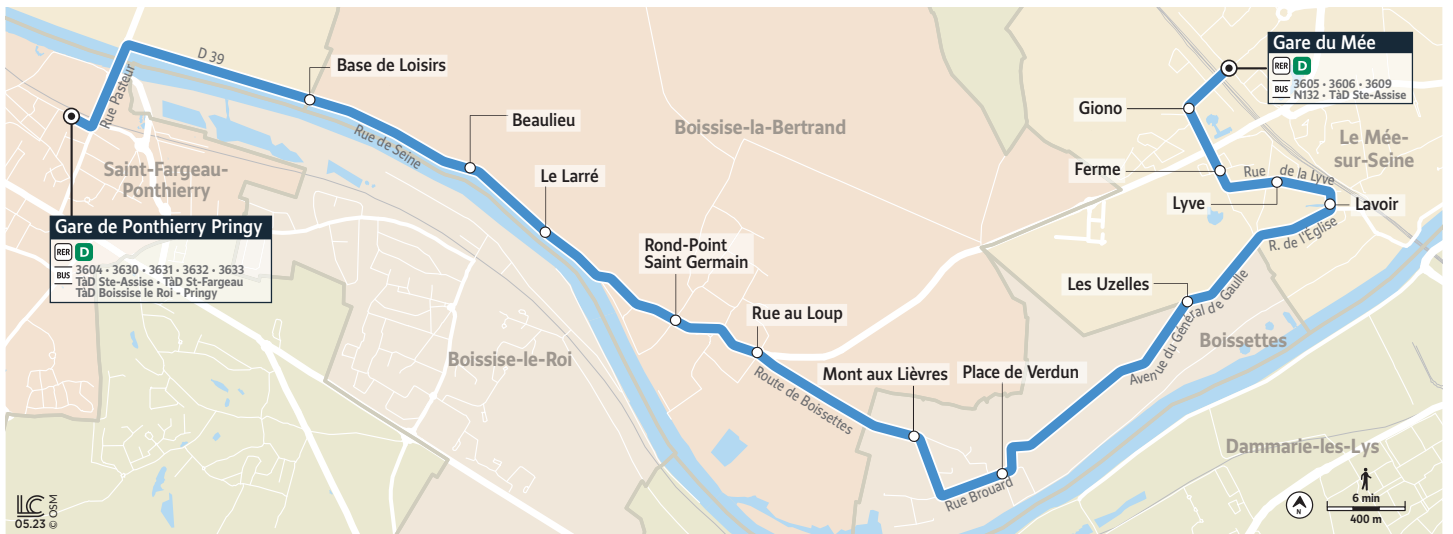 Gare du Mée
RER D
BUS 3605 • 3606 • 3609
N132 • TàD Ste-Assise
D 39
Base de Loisirs
Rue Pasteur
Giono
Beaulieu
Boissise-la-Bertrand
Rue de Seine
Le Mée-
sur-Seine
Saint-Fargeau-
Ponthierry
Ferme
Rue de la Lyve
Le Larré
Lyve
Lavoir
Gare de Ponthierry Pringy
RER D
BUS 3604 • 3630 • 3631 • 3632 • 3633
TàD Ste-Assise • TàD St-Fargeau
TàD Boissise le Roi - Pringy
R. de l'Eglise
Rond-Point
Saint Germain
Les Uzelles
Rue au Loup
Avenue du Général de Gaulle
Boissettes
Boissise-le-Roi
Mont aux Lièvres
Place de Verdun
Route de Boissettes
Dammarie-les-Lys
Rue Brouard
LC
05.23 © OSM
N
6 min
400 m